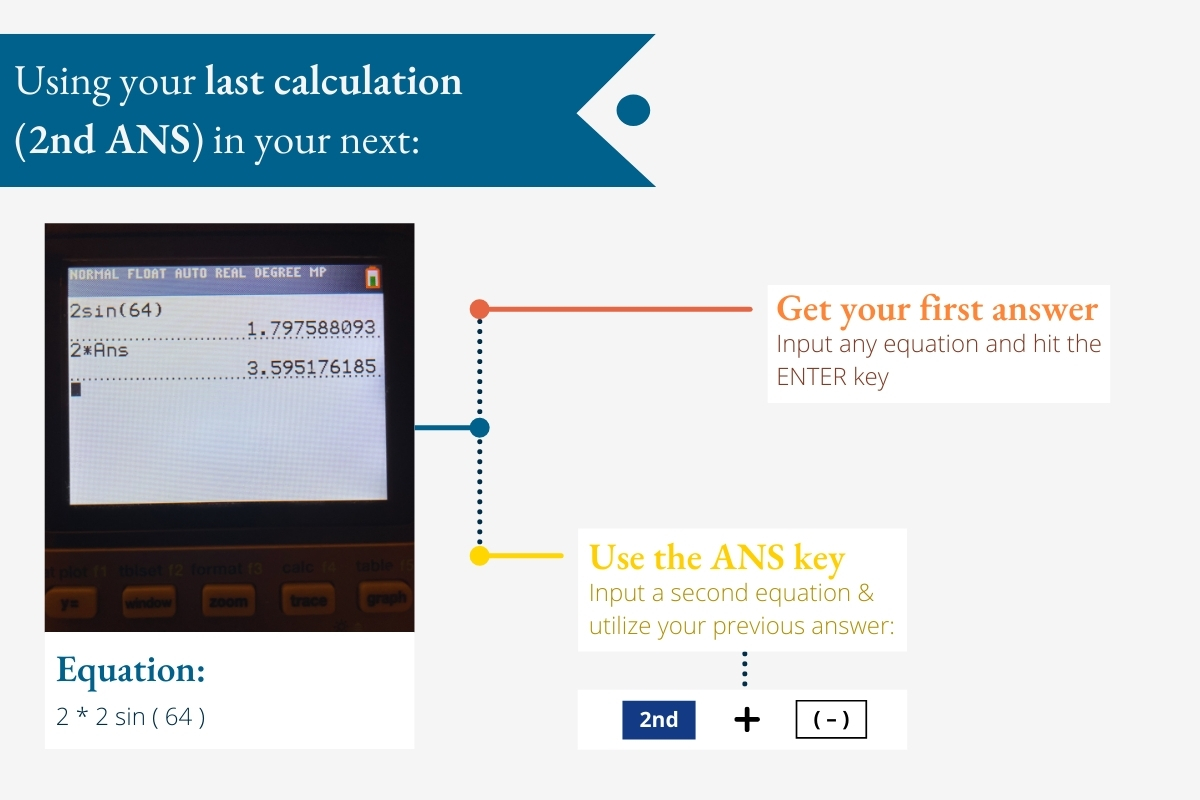 Using your last calculation
(2nd ANS) in your next:
NORMAL FLOAT AUTO REAL DEGREE MP
2sin(64)
1.797588093
2*Ans
3.595176185
plot f1 tblset f2 format f3 calc f4 table
y= window zoom trace graph
Equation:
2 * 2 sin ( 64 )
Get your first answer
Input any equation and hit the
ENTER key
Use the ANS key
Input a second equation &
utilize your previous answer:
2nd + (-)